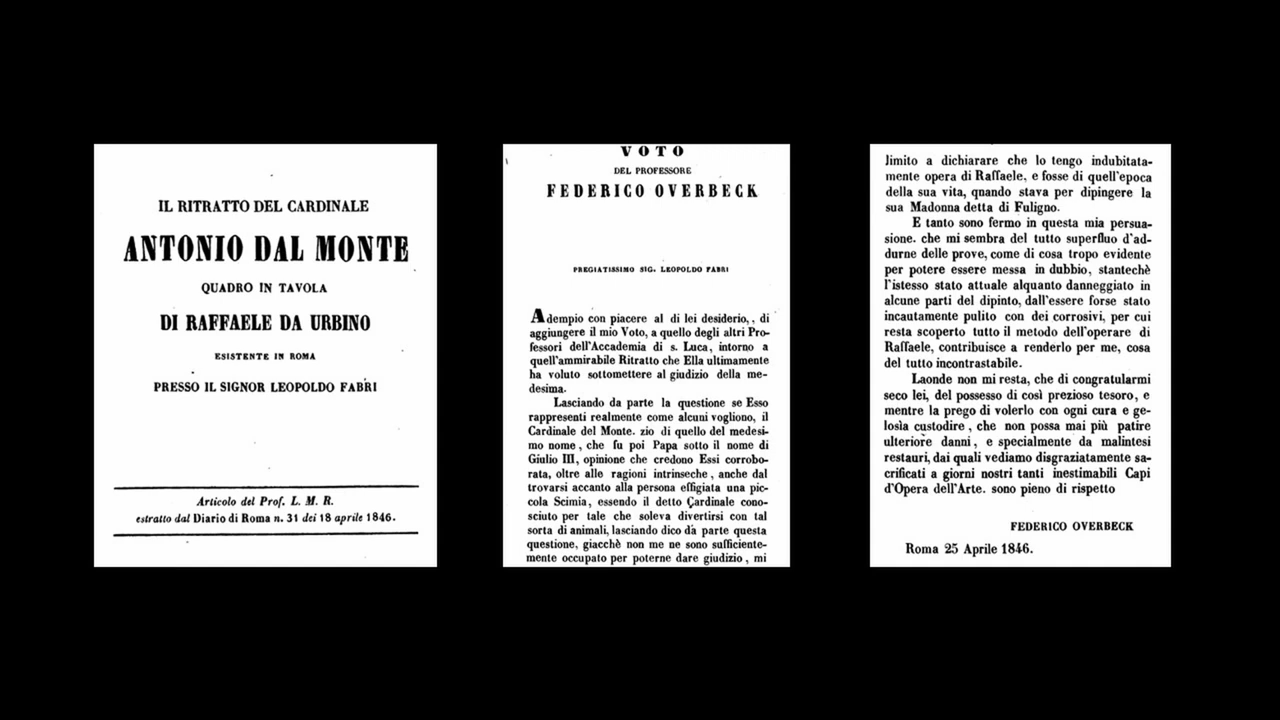 IL RITRATTO DEL CARDINALE
ANTONIO DAL MONTE
QUADRO IN TAVOLA
DI RAFFAELE DA URBINO
ESISTENTE IN ROMA
PRESSO IL SIGNOR LEOPOLDO FABRI
Articolo del Prof. L. M. R.
estratto dal Diario di Roma n. 31 dei 18 aprile 1846.
VOTO
DEL PROFESSORE
FEDERICO OVERBECK
PREGIATISSIMO SIG. LEOPOLDO FABRI
Adempio con piacere al di lei desiderio,, di
aggiungere il mio Voto, a quello degli altri Pro-
fessori dell'Accademia di s. Luca, intorno a
quell'ammirabile Ritratto che Ella ultimamente
ha voluto sottomettere al giudizio della me-
desima.
Lasciando da parte la questione se Esso
rappresenti realmente come alcuni vogliono, il
Cardinale del Monte. zio di quello del medesi-
mo nome, che fu poi Papa sotto il nome di
Giulio III, opinione che credono Essi corrobo-
rata, oltre alle ragioni intrinseche, anche dal
trovarsi accanto alla persona effigiata una pic-
cola Scimia, essendo il detto Cardinale cono-
sciuto per tale che soleva divertirsi con tal
sorta di animali, lasciando dico da parte questa
questione, giacchè non me ne sono sufficiente-
mente occupato per poterne dare giudizio, mi
limito a dichiarare che lo tengo indubitata-
mente opera di Raffaele, e fosse di quell'epoca
della sua vita, qnando stava per dipingere la
sua Madonna detta di Fuligno.
E tanto sono fermo in questa mia persua-
sione. che mi sembra del tutto superfluo d'ad-
durne delle prove, come di cosa tropo evidente
per potere essere messa in dubbio, stantechè
l'istesso stato attuale alquanto danneggiato in
alcune parti del dipinto, dall'essere forse stato
incautamente pulito con dei corrosivi, per cui
resta scoperto tutto il metodo dell'operare di
Raffaele, contribuisce a renderlo per me, cosa
del tutto incontrastabile.
Laonde non mi resta, che di congratularmi
seco lei, del possesso di così prezioso tesoro, e
mentre la prego di volerlo con ogni cura e ge-
losìa custodire, che non possa mai più patire
ulteriore danni, e specialmente da malintesi
restauri, dai quali vediamo disgraziatamente sa-
crificati a giorni nostri tanti inestimabili Capi
d'Opera dell'Arte. sono pieno di rispetto
FEDERICO OVERBECK
Roma 25 Aprile 1846.